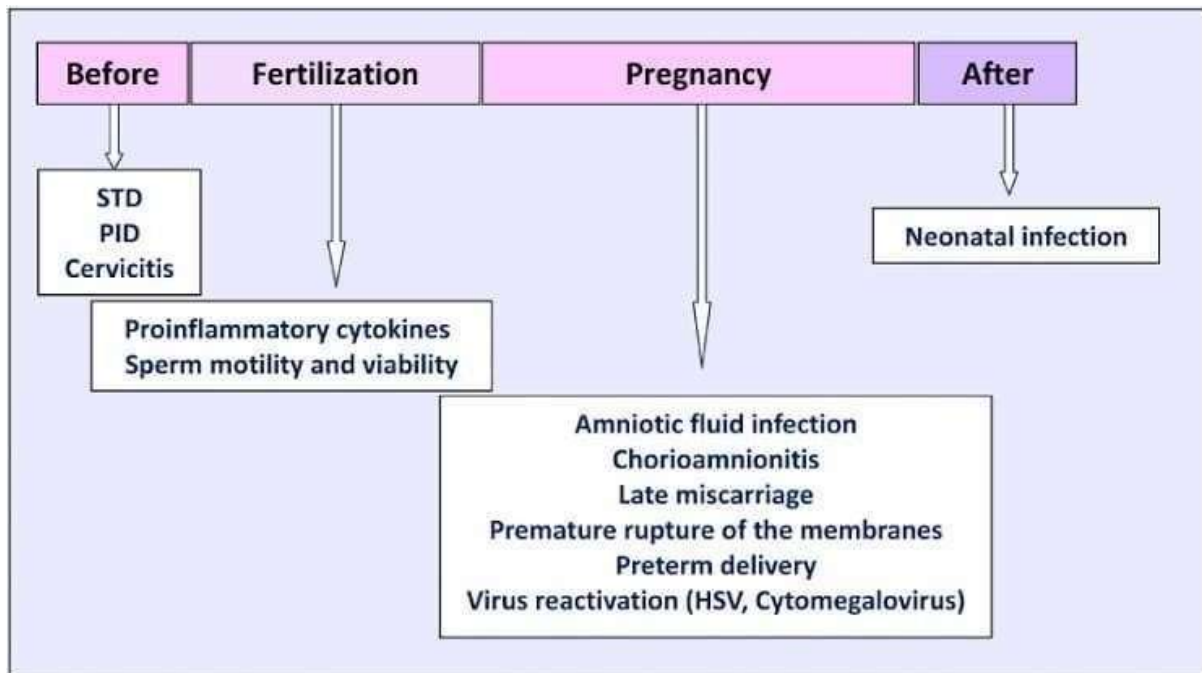 Before
Fertilization
Pregnancy
After
STD
PID
Cervicitis
Proinflammatory cytokines
Sperm motility and viability
Amniotic fluid infection
Chorioamnionitis
Late miscarriage
Premature rupture of the membranes
Preterm delivery
Virus reactivation (HSV, Cytomegalovirus)
Neonatal infection